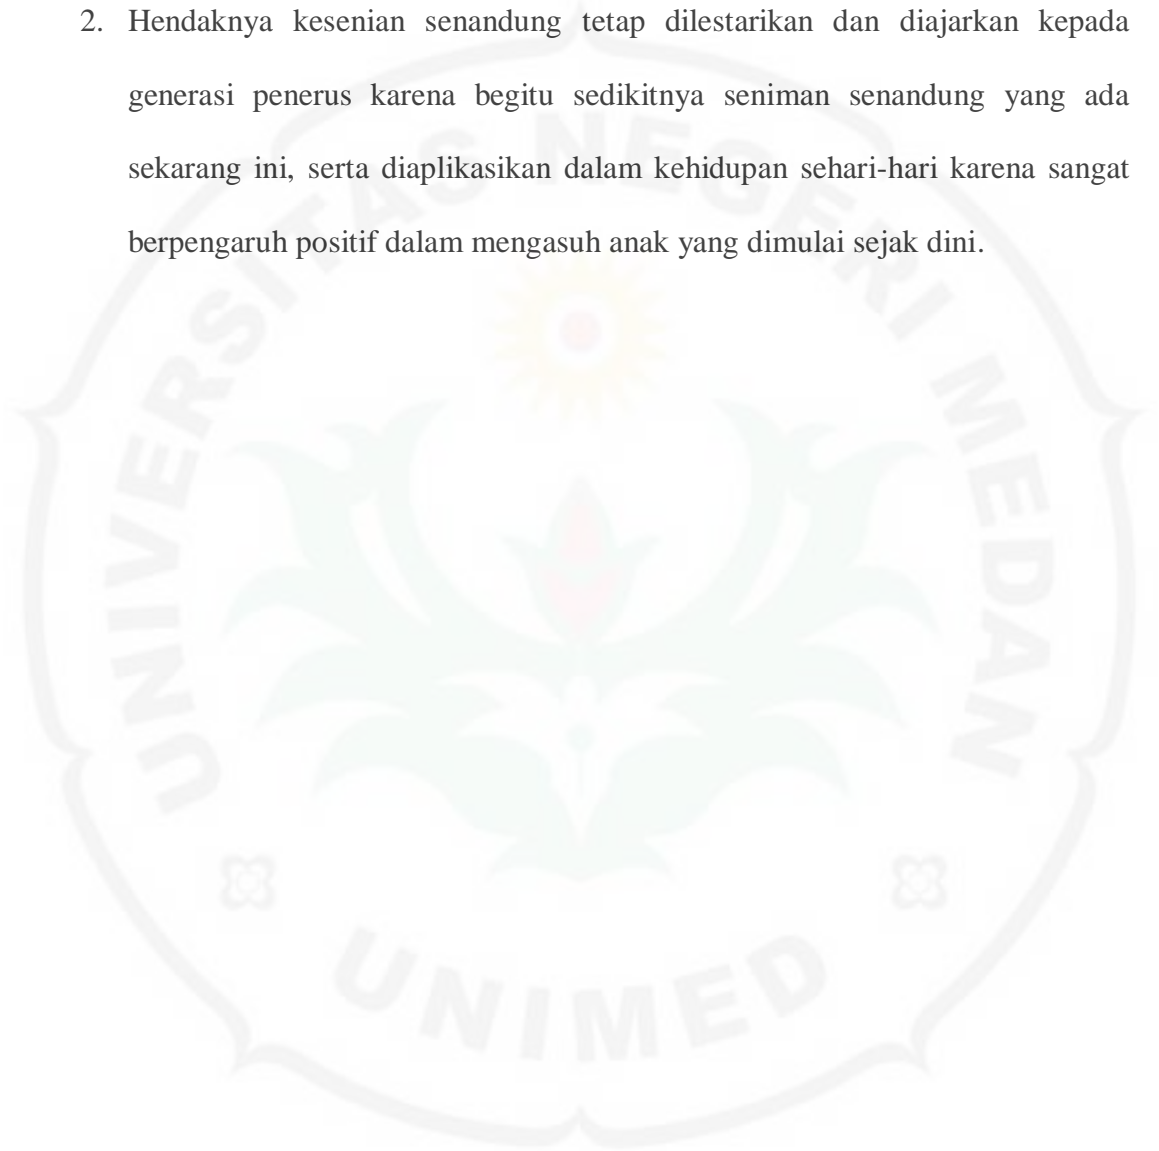 2. Hendaknya kesenian senandung tetap dilestarikan dan diajarkan kepada
generasi penerus karena begitu sedikitnya seniman senandung yang ada
sekarang ini, serta diaplikasikan dalam kehidupan sehari-hari karena sangat
berpengaruh positif dalam mengasuh anak yang dimulai sejak dini.
UNIVERSITAS NEGERI MEDAN
UNIMED